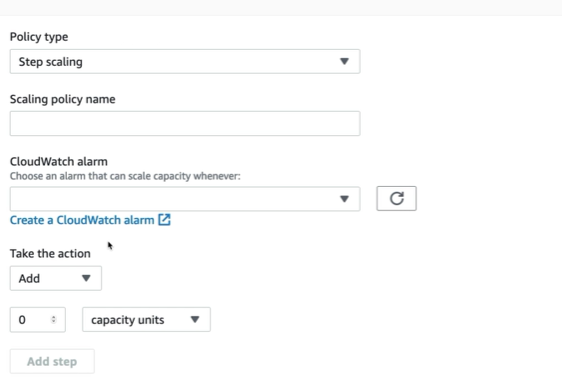 Policy type
Step scaling
Scaling policy name
CloudWatch alarm
Choose an alarm that can scale capacity whenever:
Create a CloudWatch alarm
Take the action
Add
0 capacity units
Add step